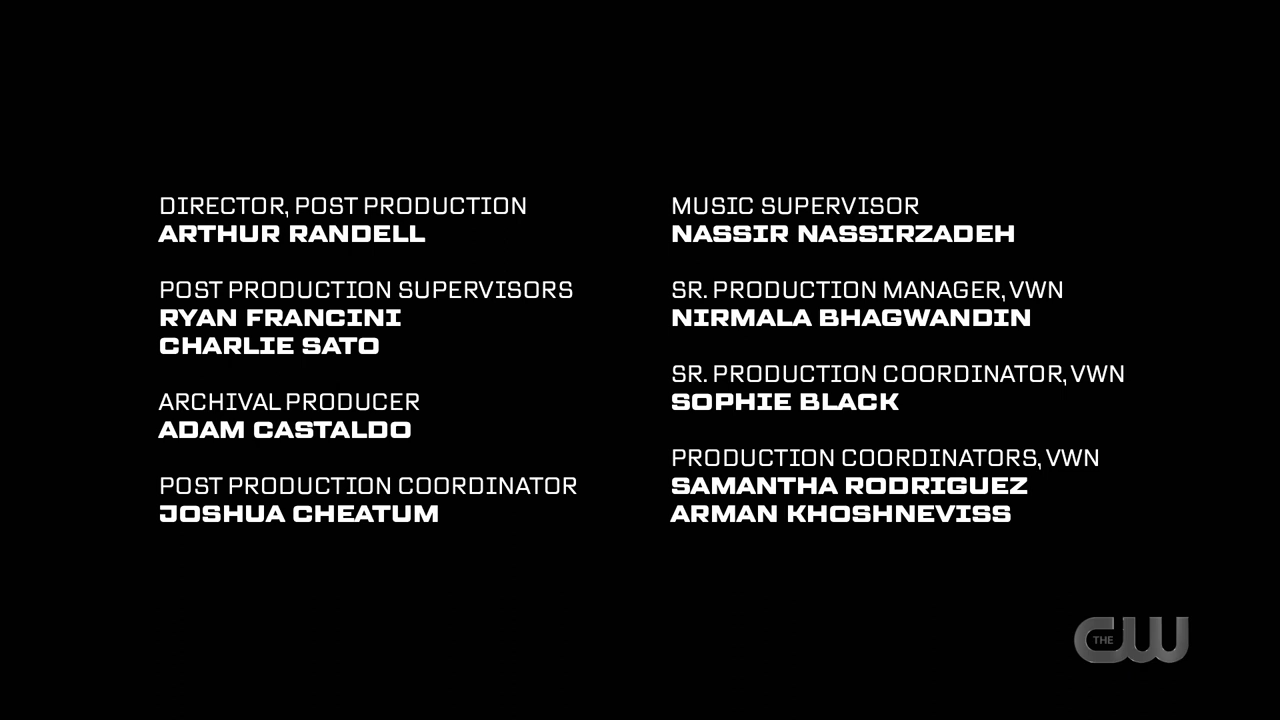 DIRECTOR, POST PRODUCTION
ARTHUR RANDELL
POST PRODUCTION SUPERVISORS
RYAN FRANCINI
CHARLIE SATO
ARCHIVAL PRODUCER
ADAM CASTALDO
POST PRODUCTION COORDINATOR
JOSHUA CHEATUM
MUSIC SUPERVISOR
NASSIR NASSIRZADEH
SR. PRODUCTION MANAGER, VWN
NIRMALA BHAGWANDIN
SR. PRODUCTION COORDINATOR, VWN
SOPHIE BLACK
PRODUCTION COORDINATORS, VWN
SAMANTHA RODRIGUEZ
ARMAN KHOSHNEVISS
THE CW